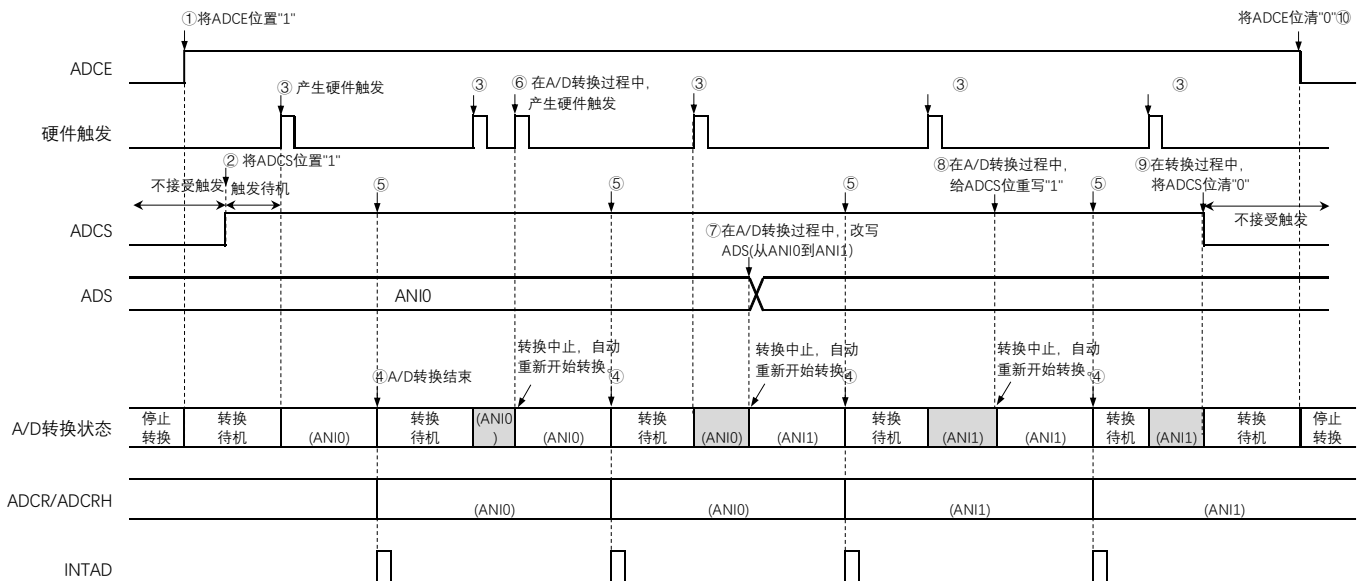 ①将ADCE位置"1"
将ADCE位清"0"⑩
ADCE
③ 产生硬件触发
③
⑥ 在A/D转换过程中,
产生硬件触发
③
③
③
硬件触发
② 将ADCS位置"1"
不接受触发
触发待机
⑤
⑤
⑤
⑧在A/D转换过程中,
给ADCS位重写"1"
⑤
⑨在转换过程中,
将ADCS位清"0"
不接受触发
ADCS
⑦在A/D转换过程中, 改写
ADS(从ANI0到ANI1)
ADS
ANI0
④A/D转换结束
转换中止, 自动
重新开始转换。
④
转换中止, 自动
重新开始转换。
④
转换中止, 自动
重新开始转换。
④
A/D转换状态
停止
转换
转换
待机
(ANI0)
转换
待机
(ANI0
)
(ANI0)
转换
待机
(ANI0)
(ANI1)
转换
待机
(ANI1)
(ANI1)
转换
待机
(ANI1)
转换
待机
停止
转换
ADCR/ADCRH
(ANI0)
(ANI0)
(ANI1)
(ANI1)
INTAD